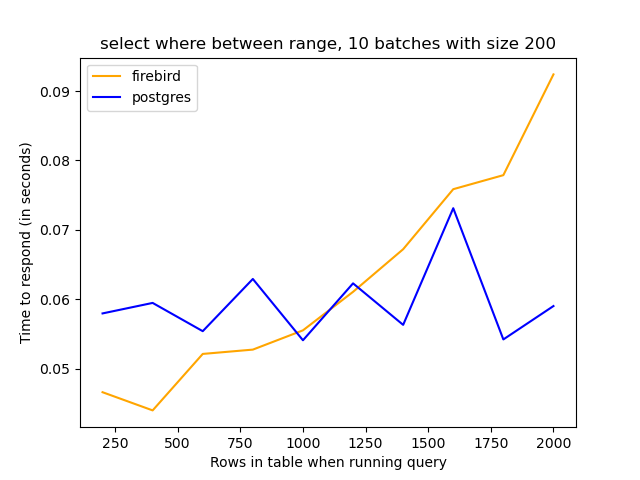 select where between range, 10 batches with size 200
firebird
postgres
0.09
0.08
0.07
0.06
0.05
Time to respond (in seconds)
250 500 750 1000 1250 1500 1750 2000
Rows in table when running query